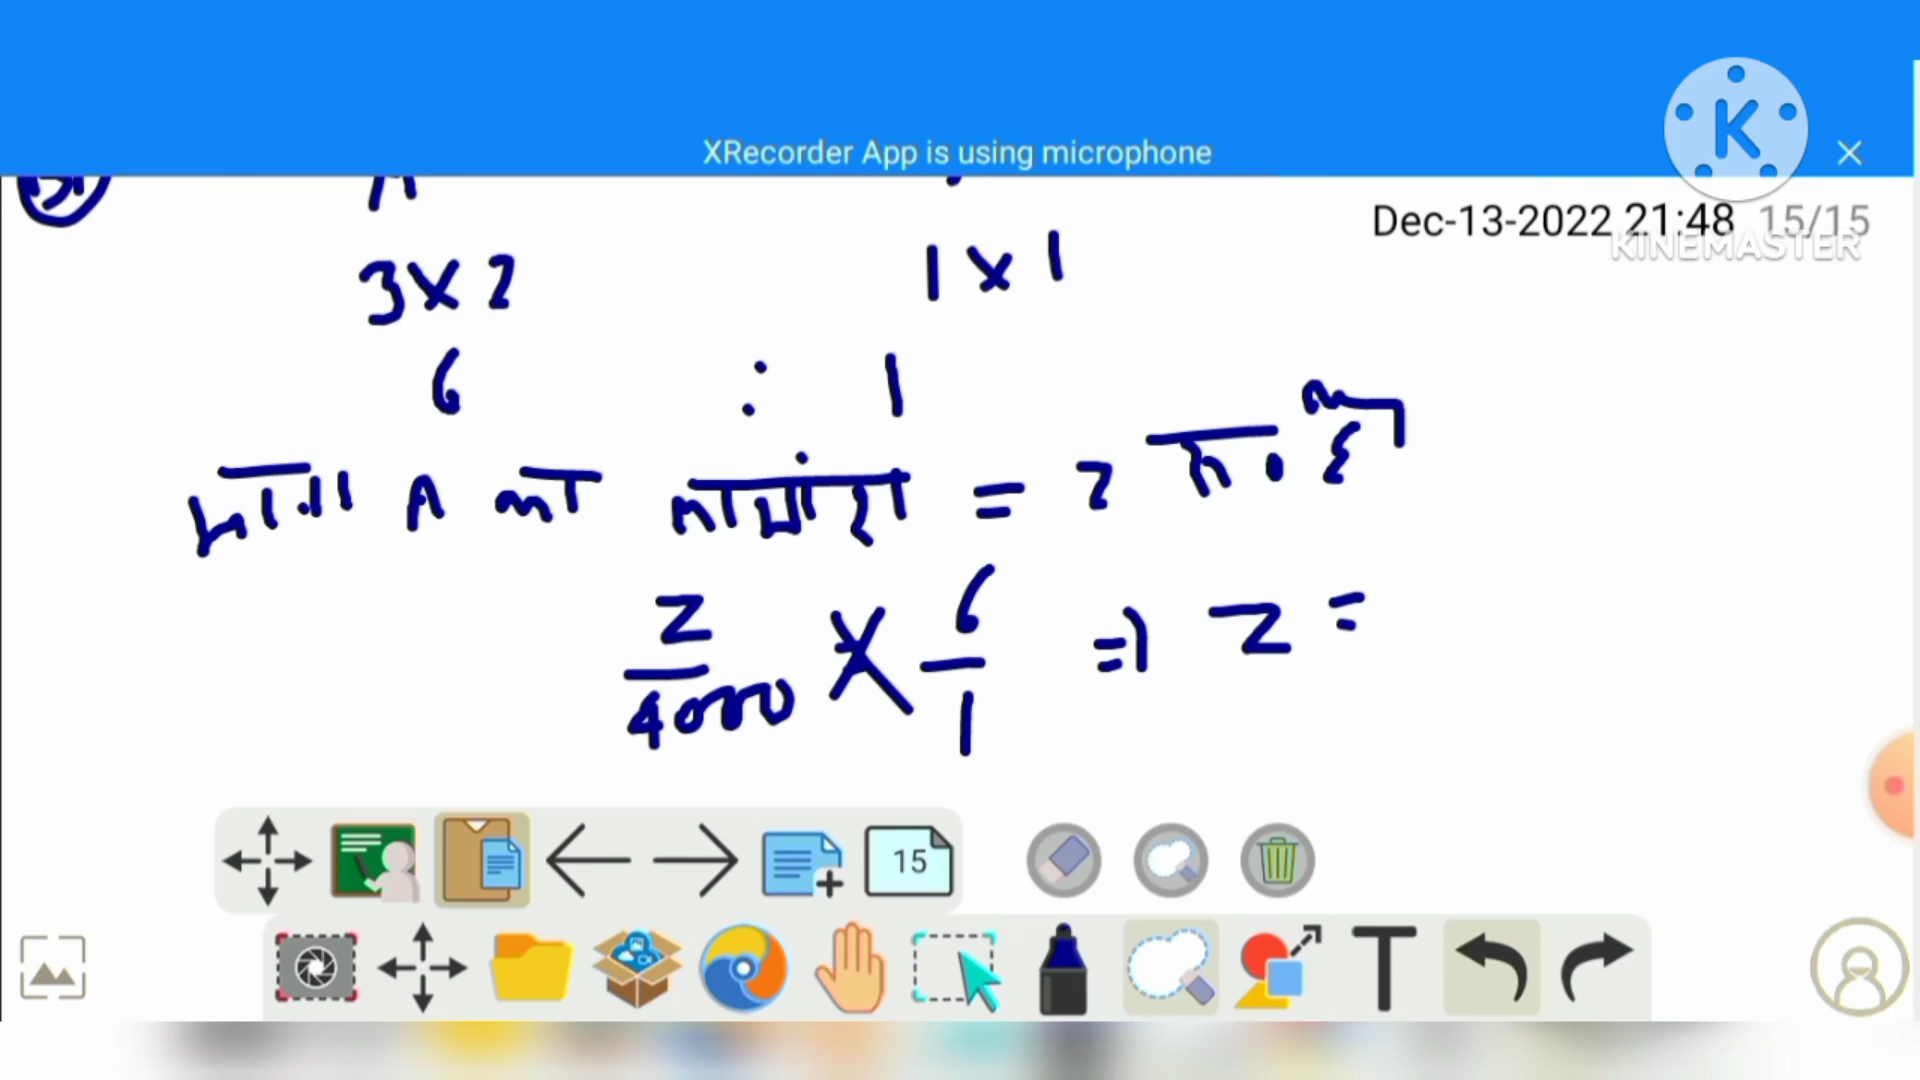 XRecorder App is using microphone
K
Dec-13-2022 21:48 15/15
KINEMASTER
31 A :
3 x 2 1 x 1
6 : 1
माना A का व्यापार =
Z/4000 x 6/1 => Z =
15
T